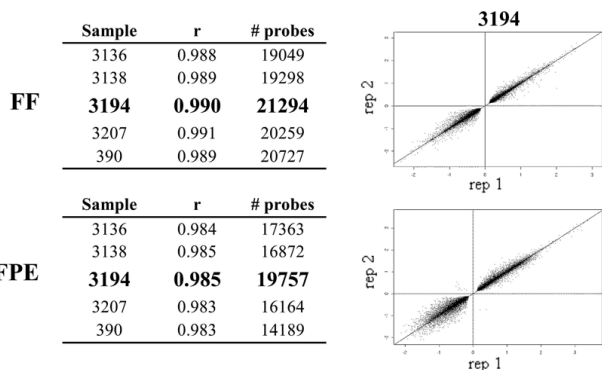 3194
Sample r # probes
3136 0.988 19049
3138 0.989 19298
FF 3194 0.990 21294
3207 0.991 20259
390 0.989 20727
rep 2
rep 1
Sample r # probes
3136 0.984 17363
3138 0.985 16872
FPE 3194 0.985 19757
3207 0.983 16164
390 0.983 14189
rep 2
rep 1